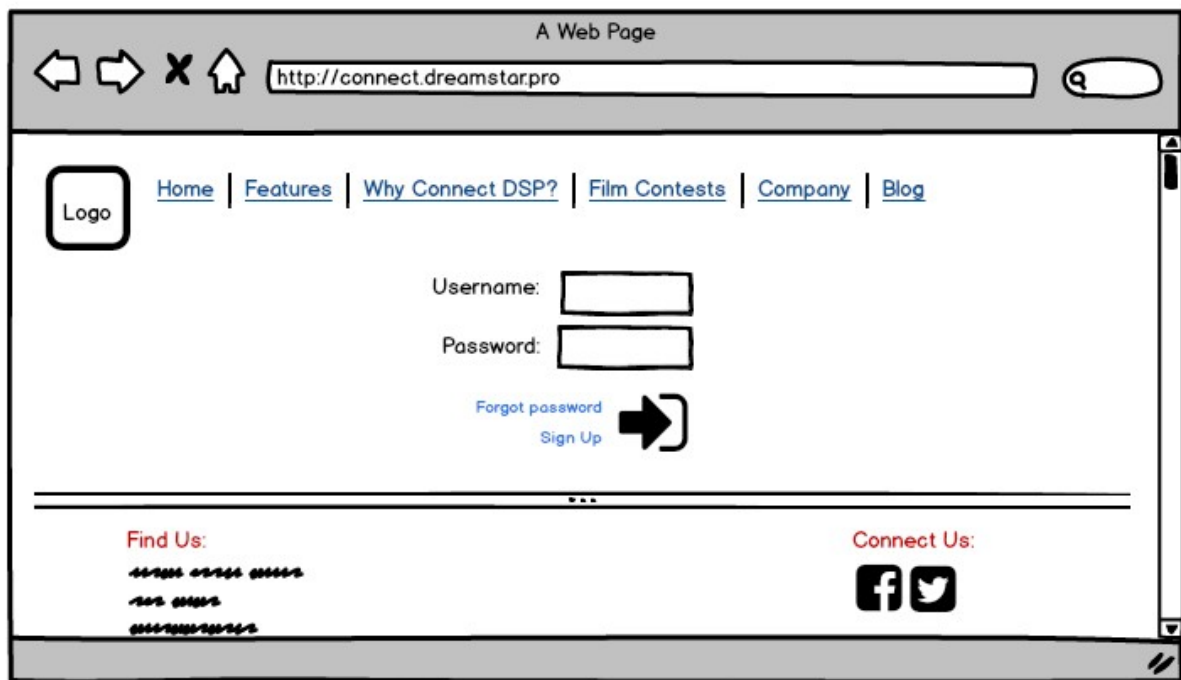 A Web Page
http://connect.dreamstar.pro
Logo
Home | Features | Why Connect DSP? | Film Contests | Company | Blog
Username:
Password:
Forgot password
Sign Up
Find Us:
Connect Us: